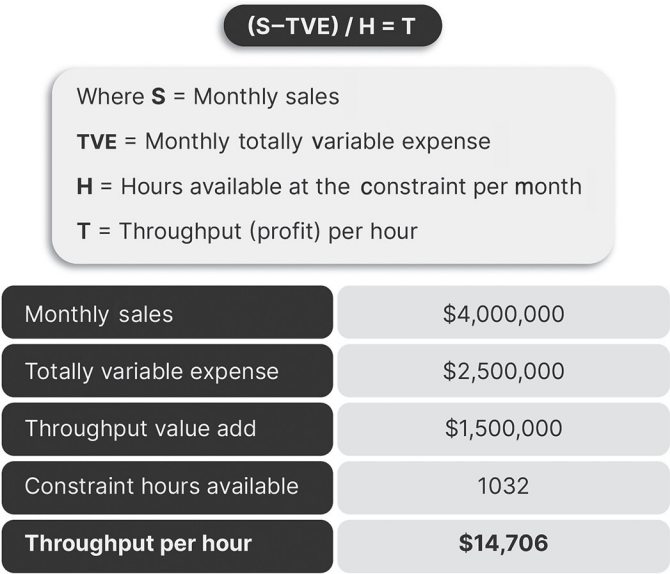 (S–TVE) / H = T
Where S = Monthly sales
TVE = Monthly totally variable expense
H = Hours available at the constraint per month
T = Throughput (profit) per hour
Monthly sales $4,000,000
Totally variable expense $2,500,000
Throughput value add $1,500,000
Constraint hours available 1032
Throughput per hour $14,706